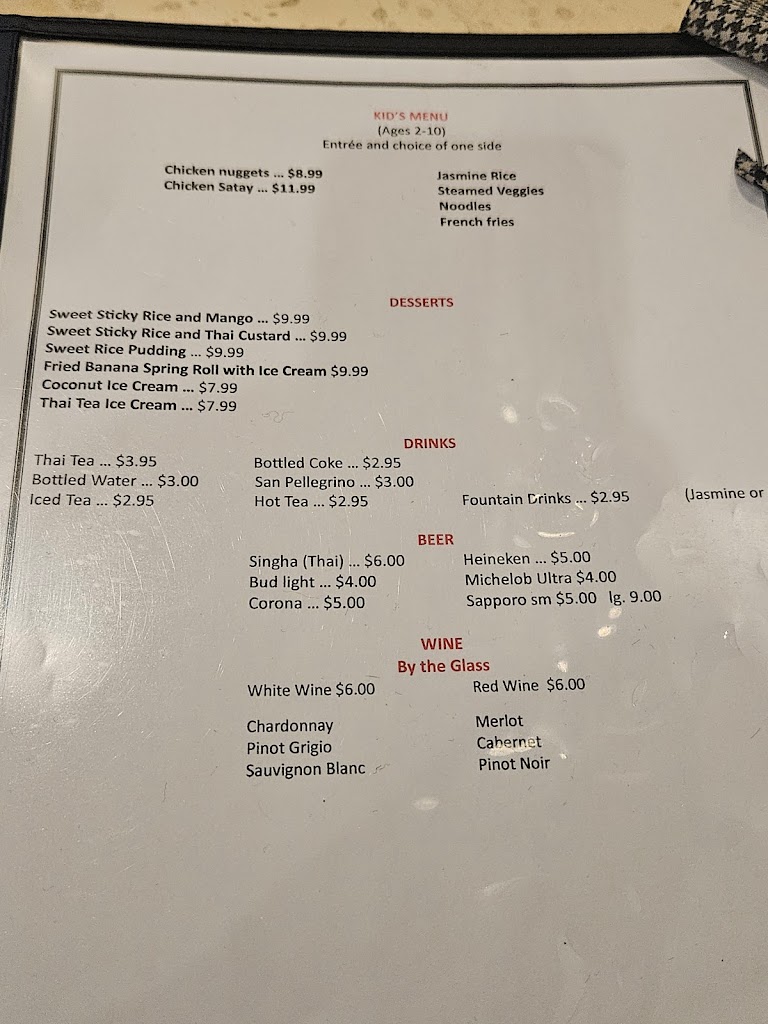 KID'S MENU
(Ages 2-10)
Entrée and choice of one side
Chicken nuggets ... $8.99
Chicken Satay ... $11.99
Jasmine Rice
Steamed Veggies
Noodles
French fries
DESSERTS
Sweet Sticky Rice and Mango ... $9.99
Sweet Sticky Rice and Thai Custard ... $9.99
Sweet Rice Pudding ... $9.99
Fried Banana Spring Roll with Ice Cream $9.99
Coconut Ice Cream ... $7.99
Thai Tea Ice Cream ... $7.99
DRINKS
Thai Tea ... $3.95 Bottled Coke ... $2.95
Bottled Water ... $3.00 San Pellegrino ... $3.00
Iced Tea ... $2.95 Hot Tea ... $2.95 Fountain Drinks ... $2.95 (Jasmine or
BEER
Singha (Thai) ... $6.00 Heineken ... $5.00
Bud light ... $4.00 Michelob Ultra $4.00
Corona ... $5.00 Sapporo sm $5.00 lg. 9.00
WINE
By the Glass
White Wine $6.00 Red Wine $6.00
Chardonnay Merlot
Pinot Grigio Cabernet
Sauvignon Blanc Pinot Noir